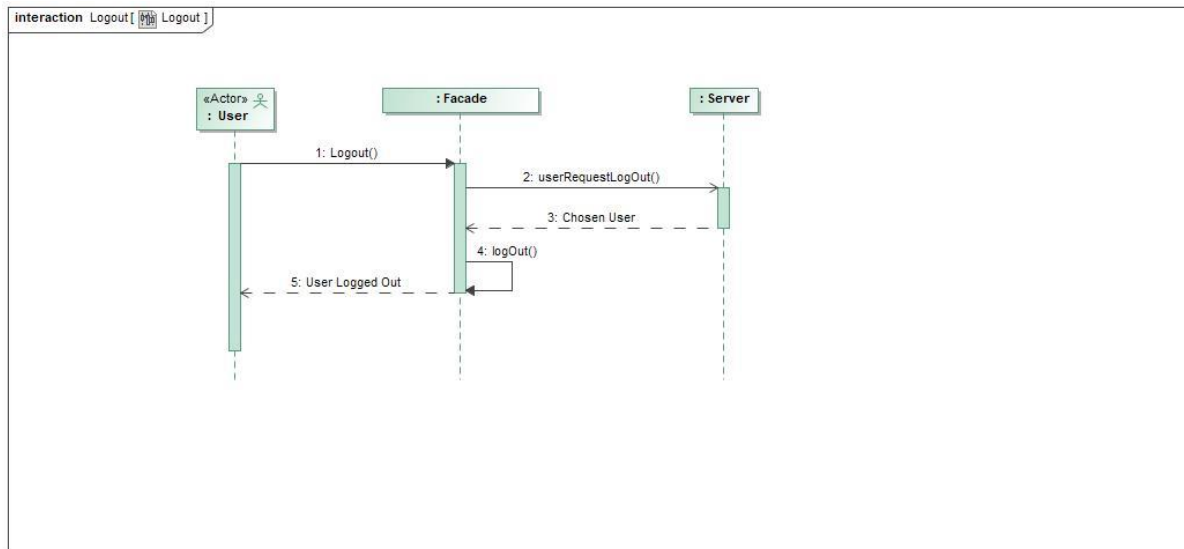 interaction Logout [ Logout ]
«Actor»
: User
: Facade
: Server
1: Logout()
2: userRequestLogOut()
3: Chosen User
4: logOut()
5: User Logged Out